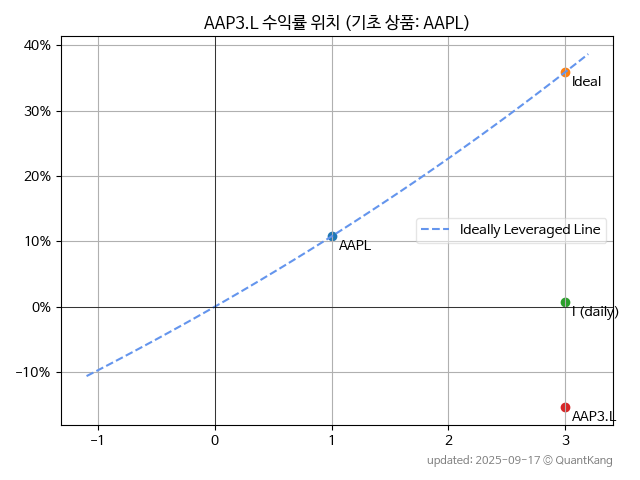 AAP3.L 수익률 위치 (기초 상품: AAPL)
40%
30%
20%
10%
0%
−10%
Ideal
AAPL
Ideally Leveraged Line
I (daily)
AAP3.L
−1
0
1
2
3
updated: 2025-09-17 © QuantKang